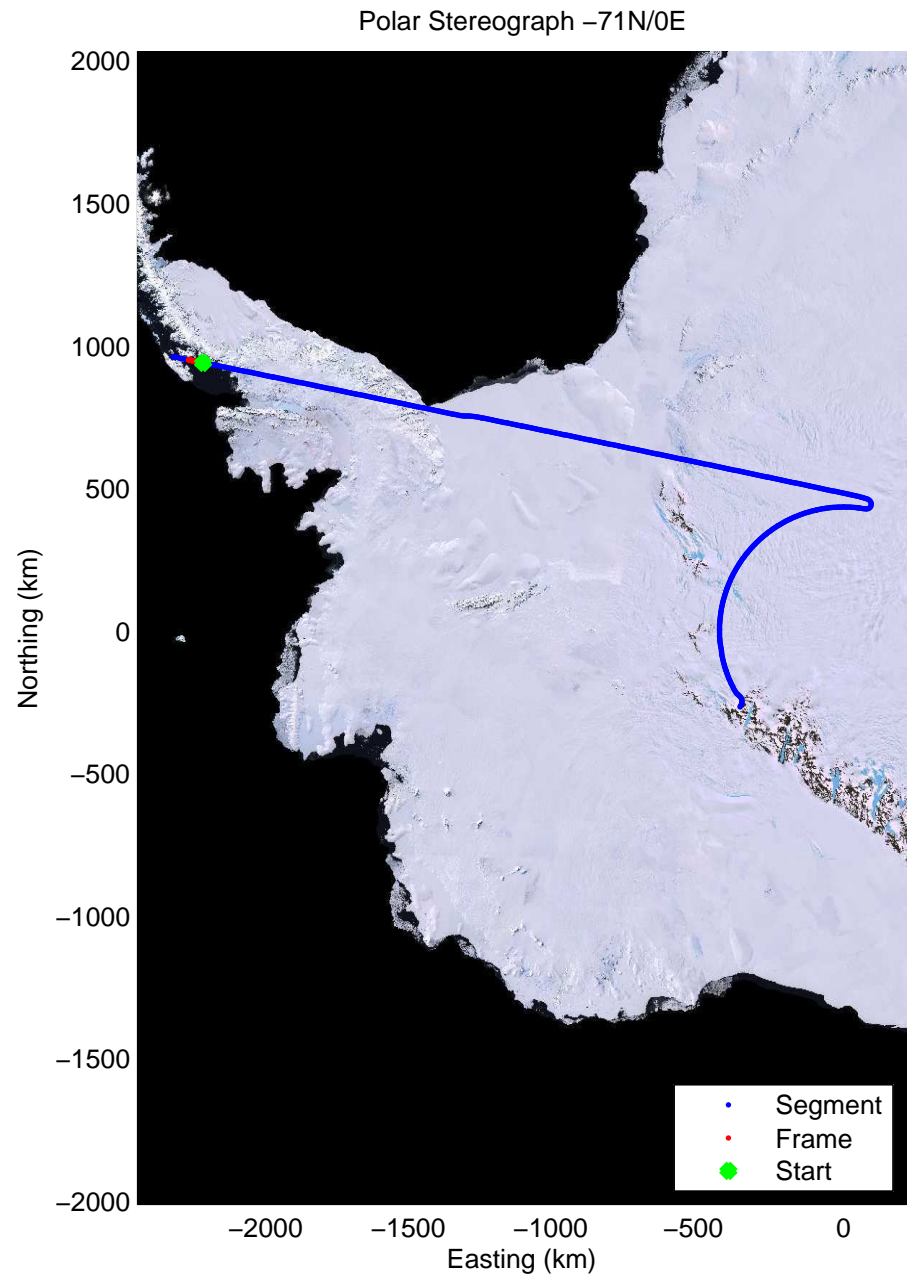 Polar Stereograph −71N/0E
2000
1500
1000
500
0
−500
−1000
−1500
−2000
Northing (km)
−2000 −1500 −1000 −500 0
Easting (km)
Segment
Frame
Start